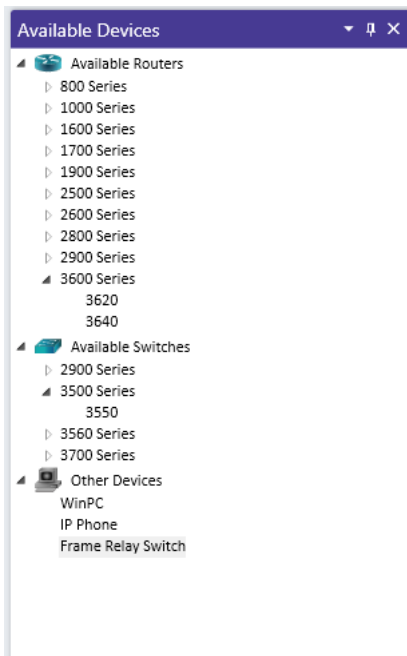 Available Devices
Available Routers
800 Series
1000 Series
1600 Series
1700 Series
1900 Series
2500 Series
2600 Series
2800 Series
2900 Series
3600 Series
3620
3640
Available Switches
2900 Series
3500 Series
3550
3560 Series
3700 Series
Other Devices
WinPC
IP Phone
Frame Relay Switch